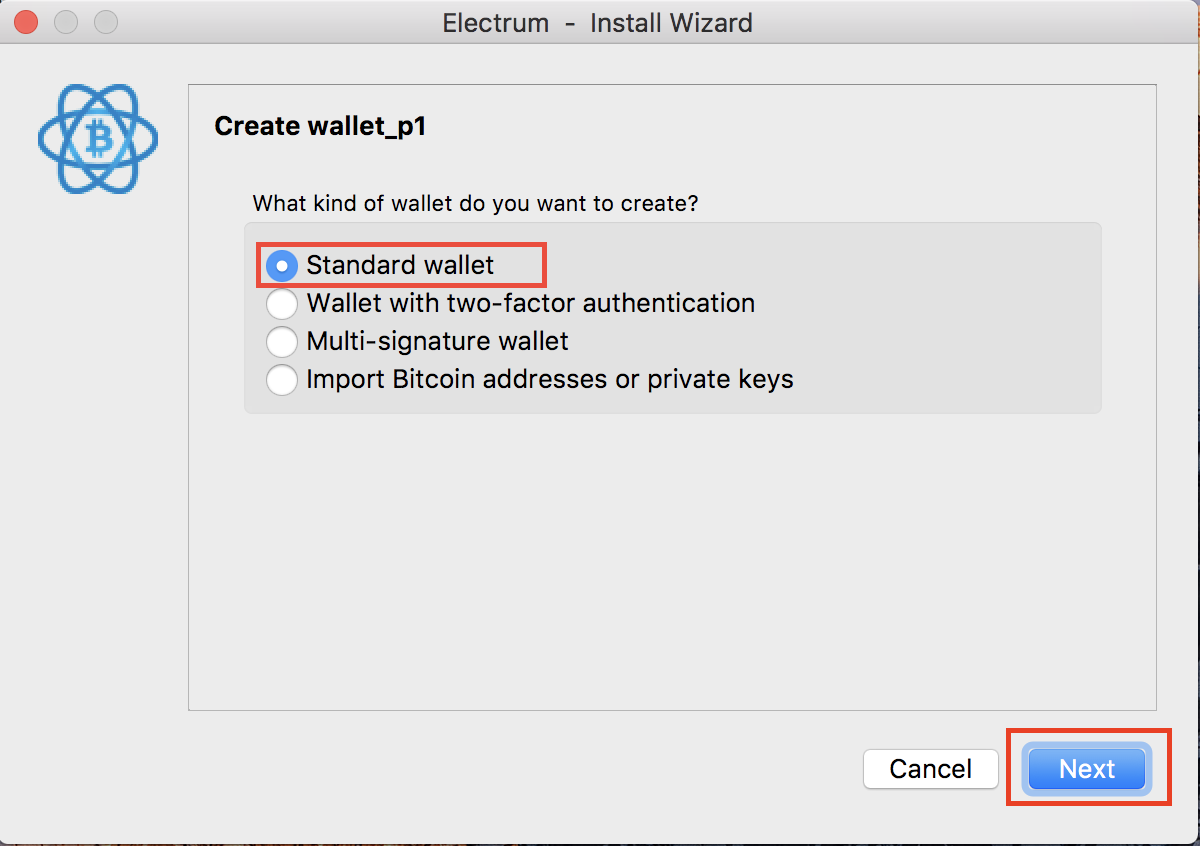 Electrum - Install Wizard
Create wallet_p1
What kind of wallet do you want to create?
Standard wallet
Wallet with two-factor authentication
Multi-signature wallet
Import Bitcoin addresses or private keys
Cancel
Next